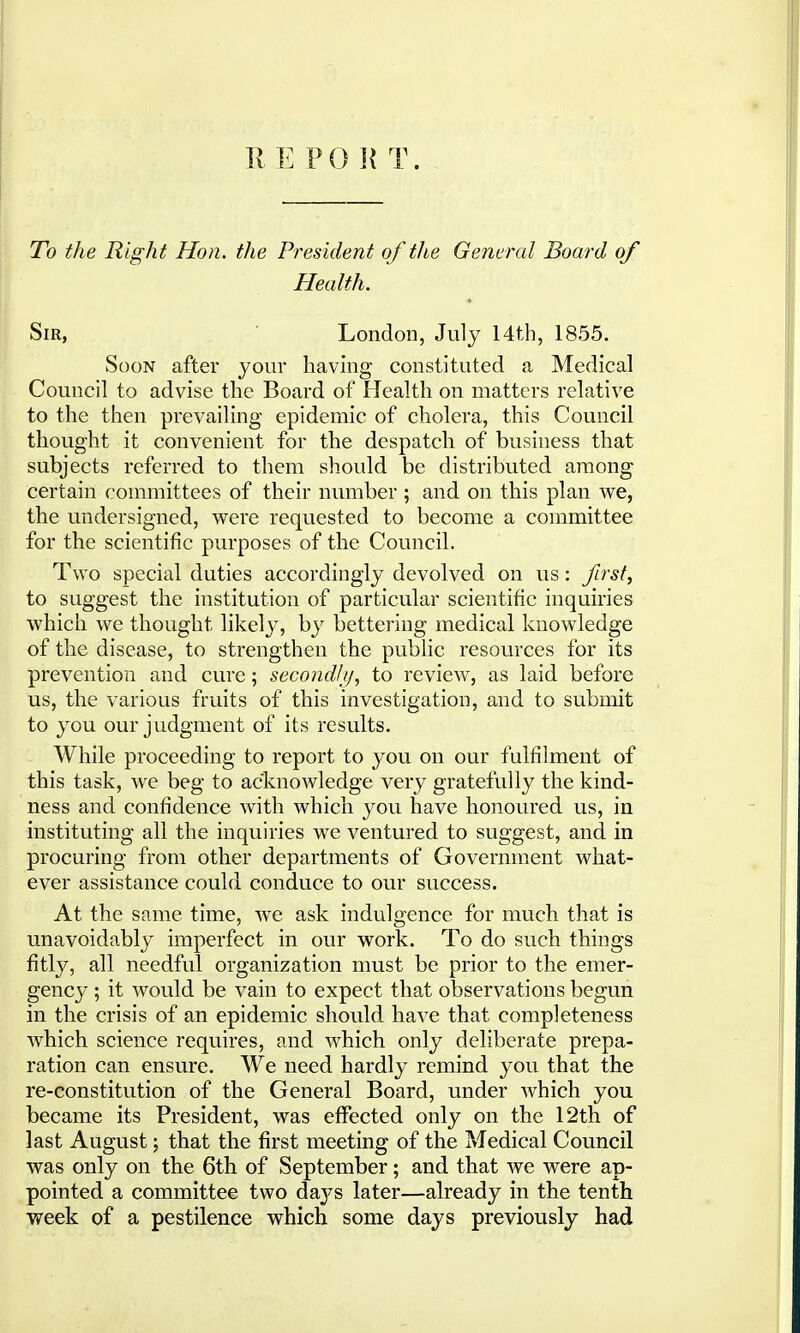 REPORT.
To the Right Hon. the President of the General Board of
Health.
SIR, London, July 14th, 1855.
SOON after your having constituted a Medical
Council to advise the Board of Health on matters relative
to the then prevailing epidemic of cholera, this Council
thought it convenient for the despatch of business that
subjects referred to them should be distributed among
certain committees of their number ; and on this plan we,
the undersigned, were requested to become a committee
for the scientific purposes of the Council.
Two special duties accordingly devolved on us : first,
to suggest the institution of particular scientific inquiries
which we thought likely, by bettering medical knowledge
of the disease, to strengthen the public resources for its
prevention and cure ; secondly, to review, as laid before
us, the various fruits of this investigation, and to submit
to you our judgment of its results.
While proceeding to report to you on our fulfilment of
this task, we beg to acknowledge very gratefully the kind-
ness and confidence with which you have honoured us, in
instituting all the inquiries we ventured to suggest, and in
procuring from other departments of Government what-
ever assistance could conduce to our success.
At the same time, we ask indulgence for much that is
unavoidably imperfect in our work. To do such things
fitly, all needful organization must be prior to the emer-
gency ; it would be vain to expect that observations begun
in the crisis of an epidemic should have that completeness
which science requires, and which only deliberate prepa-
ration can ensure. We need hardly remind you that the
re-constitution of the General Board, under which you
became its President, was effected only on the 12th of
last August ; that the first meeting of the Medical Council
was only on the 6th of September ; and that we were ap-
pointed a committee two days later—already in the tenth
week of a pestilence which some days previously had